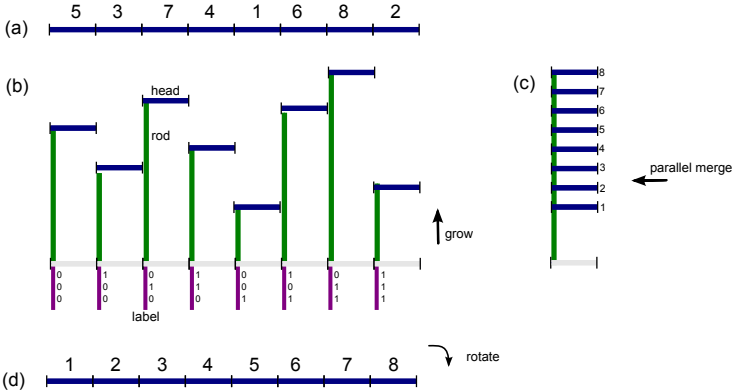 5 3 7 4 1 6 8 2
(a)
(b)
head
rod
grow
0 1 0 1 0 1 0 1
0 0 1 1 0 0 1 1
0 0 0 0 1 1 1 1
label
(c)
8
7
6
5
4
3
2
1
parallel merge
rotate
1 2 3 4 5 6 7 8
(d)